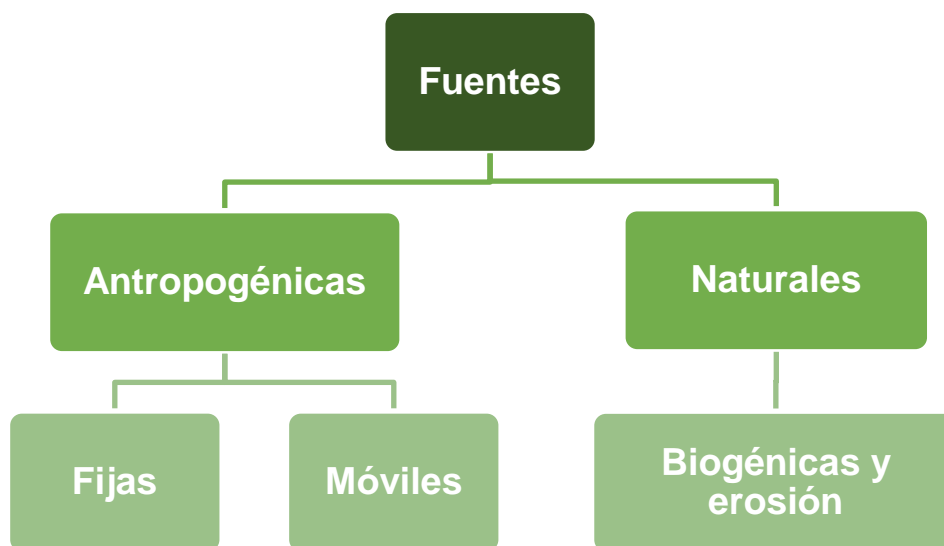 Fuentes
Antropogénicas
Naturales
Fijas
Móviles
Biogénicas y
erosión